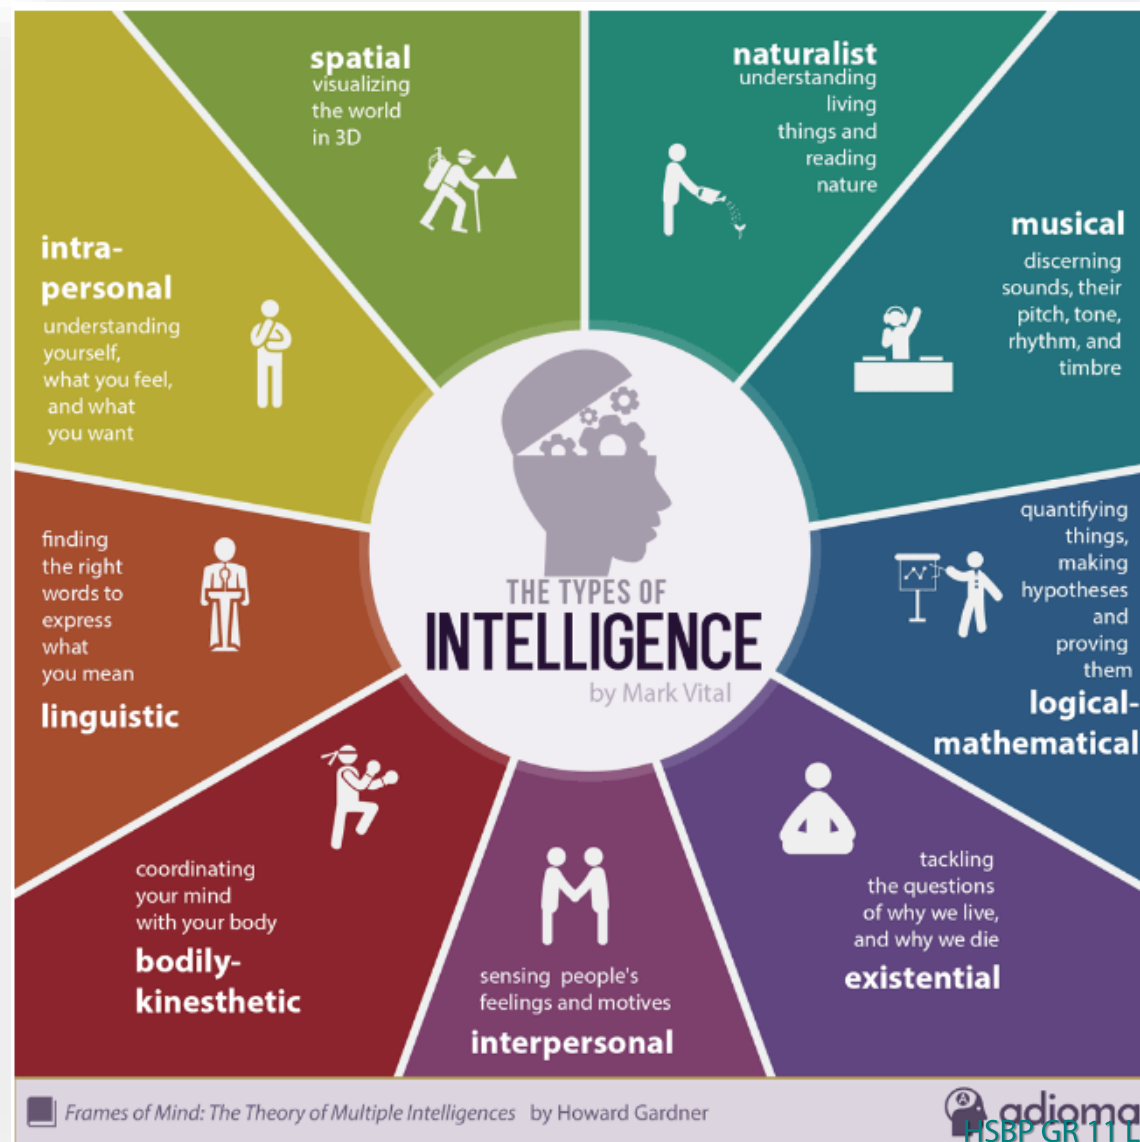 spatial
visualizing
the world
in 3D
naturalist
understanding
living
things and
reading
nature
musical
discerning
sounds, their
pitch, tone,
rhythm, and
timbre
quantifying
things,
making
hypotheses
and
proving
them
logical-
mathematical
tackling
the questions
of why we live,
and why we die
existential
sensing people's
feelings and motives
interpersonal
coordinating
your mind
with your body
bodily-
kinesthetic
finding
the right
words to
express
what
you mean
linguistic
intra-
personal
understanding
yourself,
what you feel,
and what
you want
THE TYPES OF
INTELLIGENCE
by Mark Vital
Frames of Mind: The Theory of Multiple Intelligences by Howard Gardner
adioma
HSBP GR 11 L